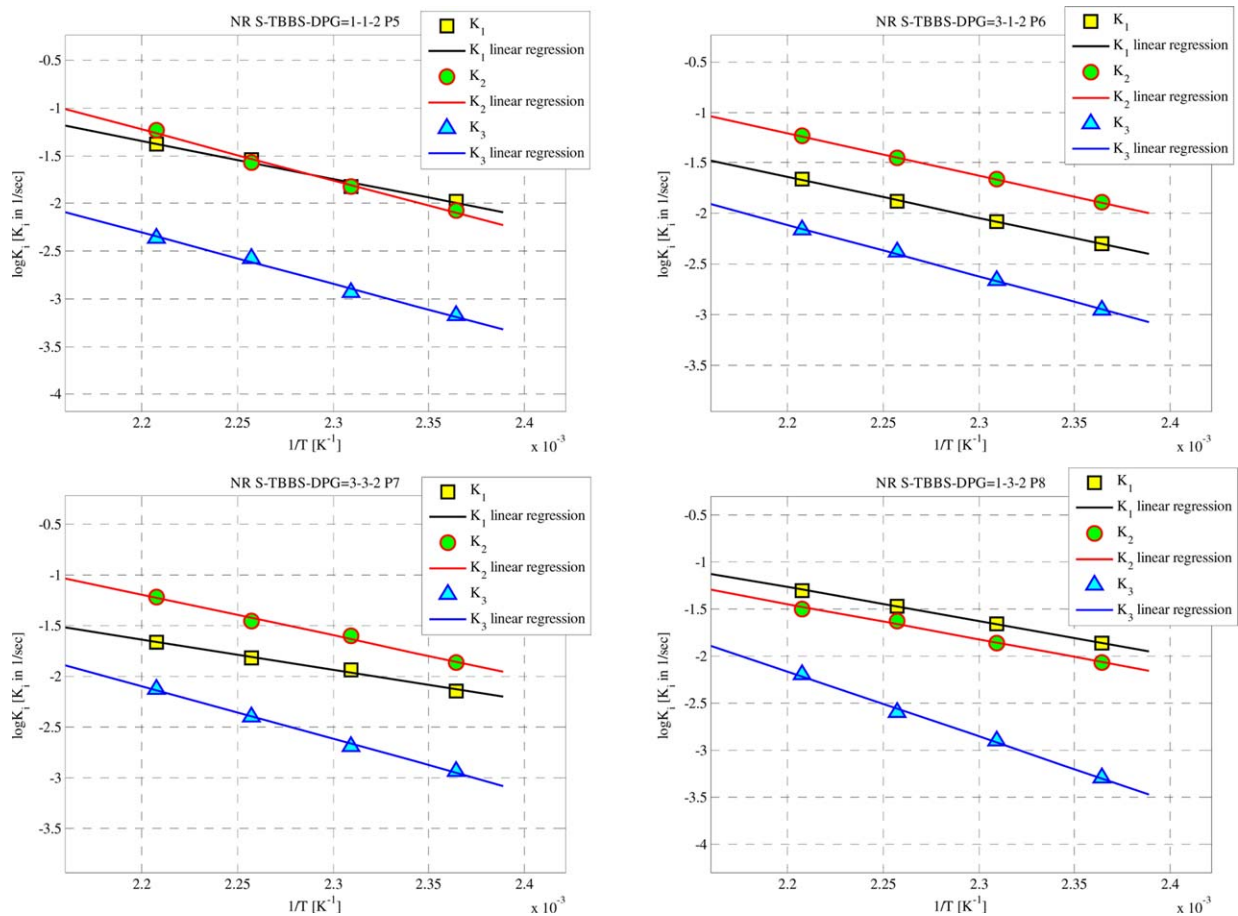 NR S-TBBS-DPG=1-1-2 P5
K1
K1 linear regression
K2
K2 linear regression
K3
K3 linear regression
-0.5
-1
-1.5
-2
-2.5
-3
-3.5
-4
logKi [Ki in 1/sec]
2.2 2.25 2.3 2.35 2.4
1/T [K-1]
x 10-3
NR S-TBBS-DPG=3-1-2 P6
K1
K1 linear regression
K2
K2 linear regression
K3
K3 linear regression
-0.5
-1
-1.5
-2
-2.5
-3
-3.5
logKi [Ki in 1/sec]
2.2 2.25 2.3 2.35 2.4
1/T [K-1]
x 10-3
NR S-TBBS-DPG=3-3-2 P7
K1
K1 linear regression
K2
K2 linear regression
K3
K3 linear regression
-0.5
-1
-1.5
-2
-2.5
-3
-3.5
logKi [Ki in 1/sec]
2.2 2.25 2.3 2.35 2.4
1/T [K-1]
x 10-3
NR S-TBBS-DPG=1-3-2 P8
K1
K1 linear regression
K2
K2 linear regression
K3
K3 linear regression
-0.5
-1
-1.5
-2
-2.5
-3
-3.5
-4
logKi [Ki in 1/sec]
2.2 2.25 2.3 2.35 2.4
1/T [K-1]
x 10-3